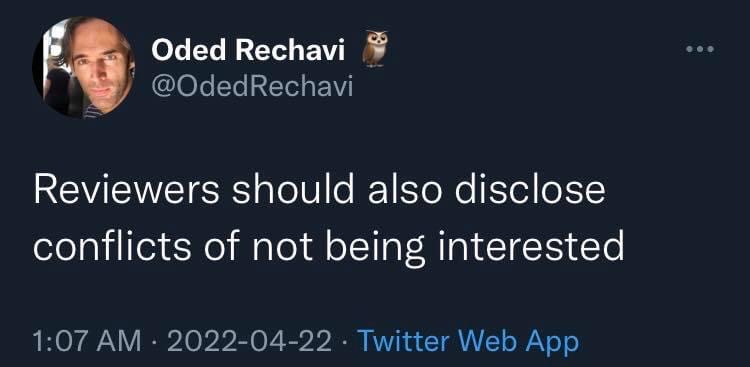 Oded Rechavi 🦉
@OdedRechavi
Reviewers should also disclose
conflicts of not being interested
1:07 AM · 2022-04-22 · Twitter Web App